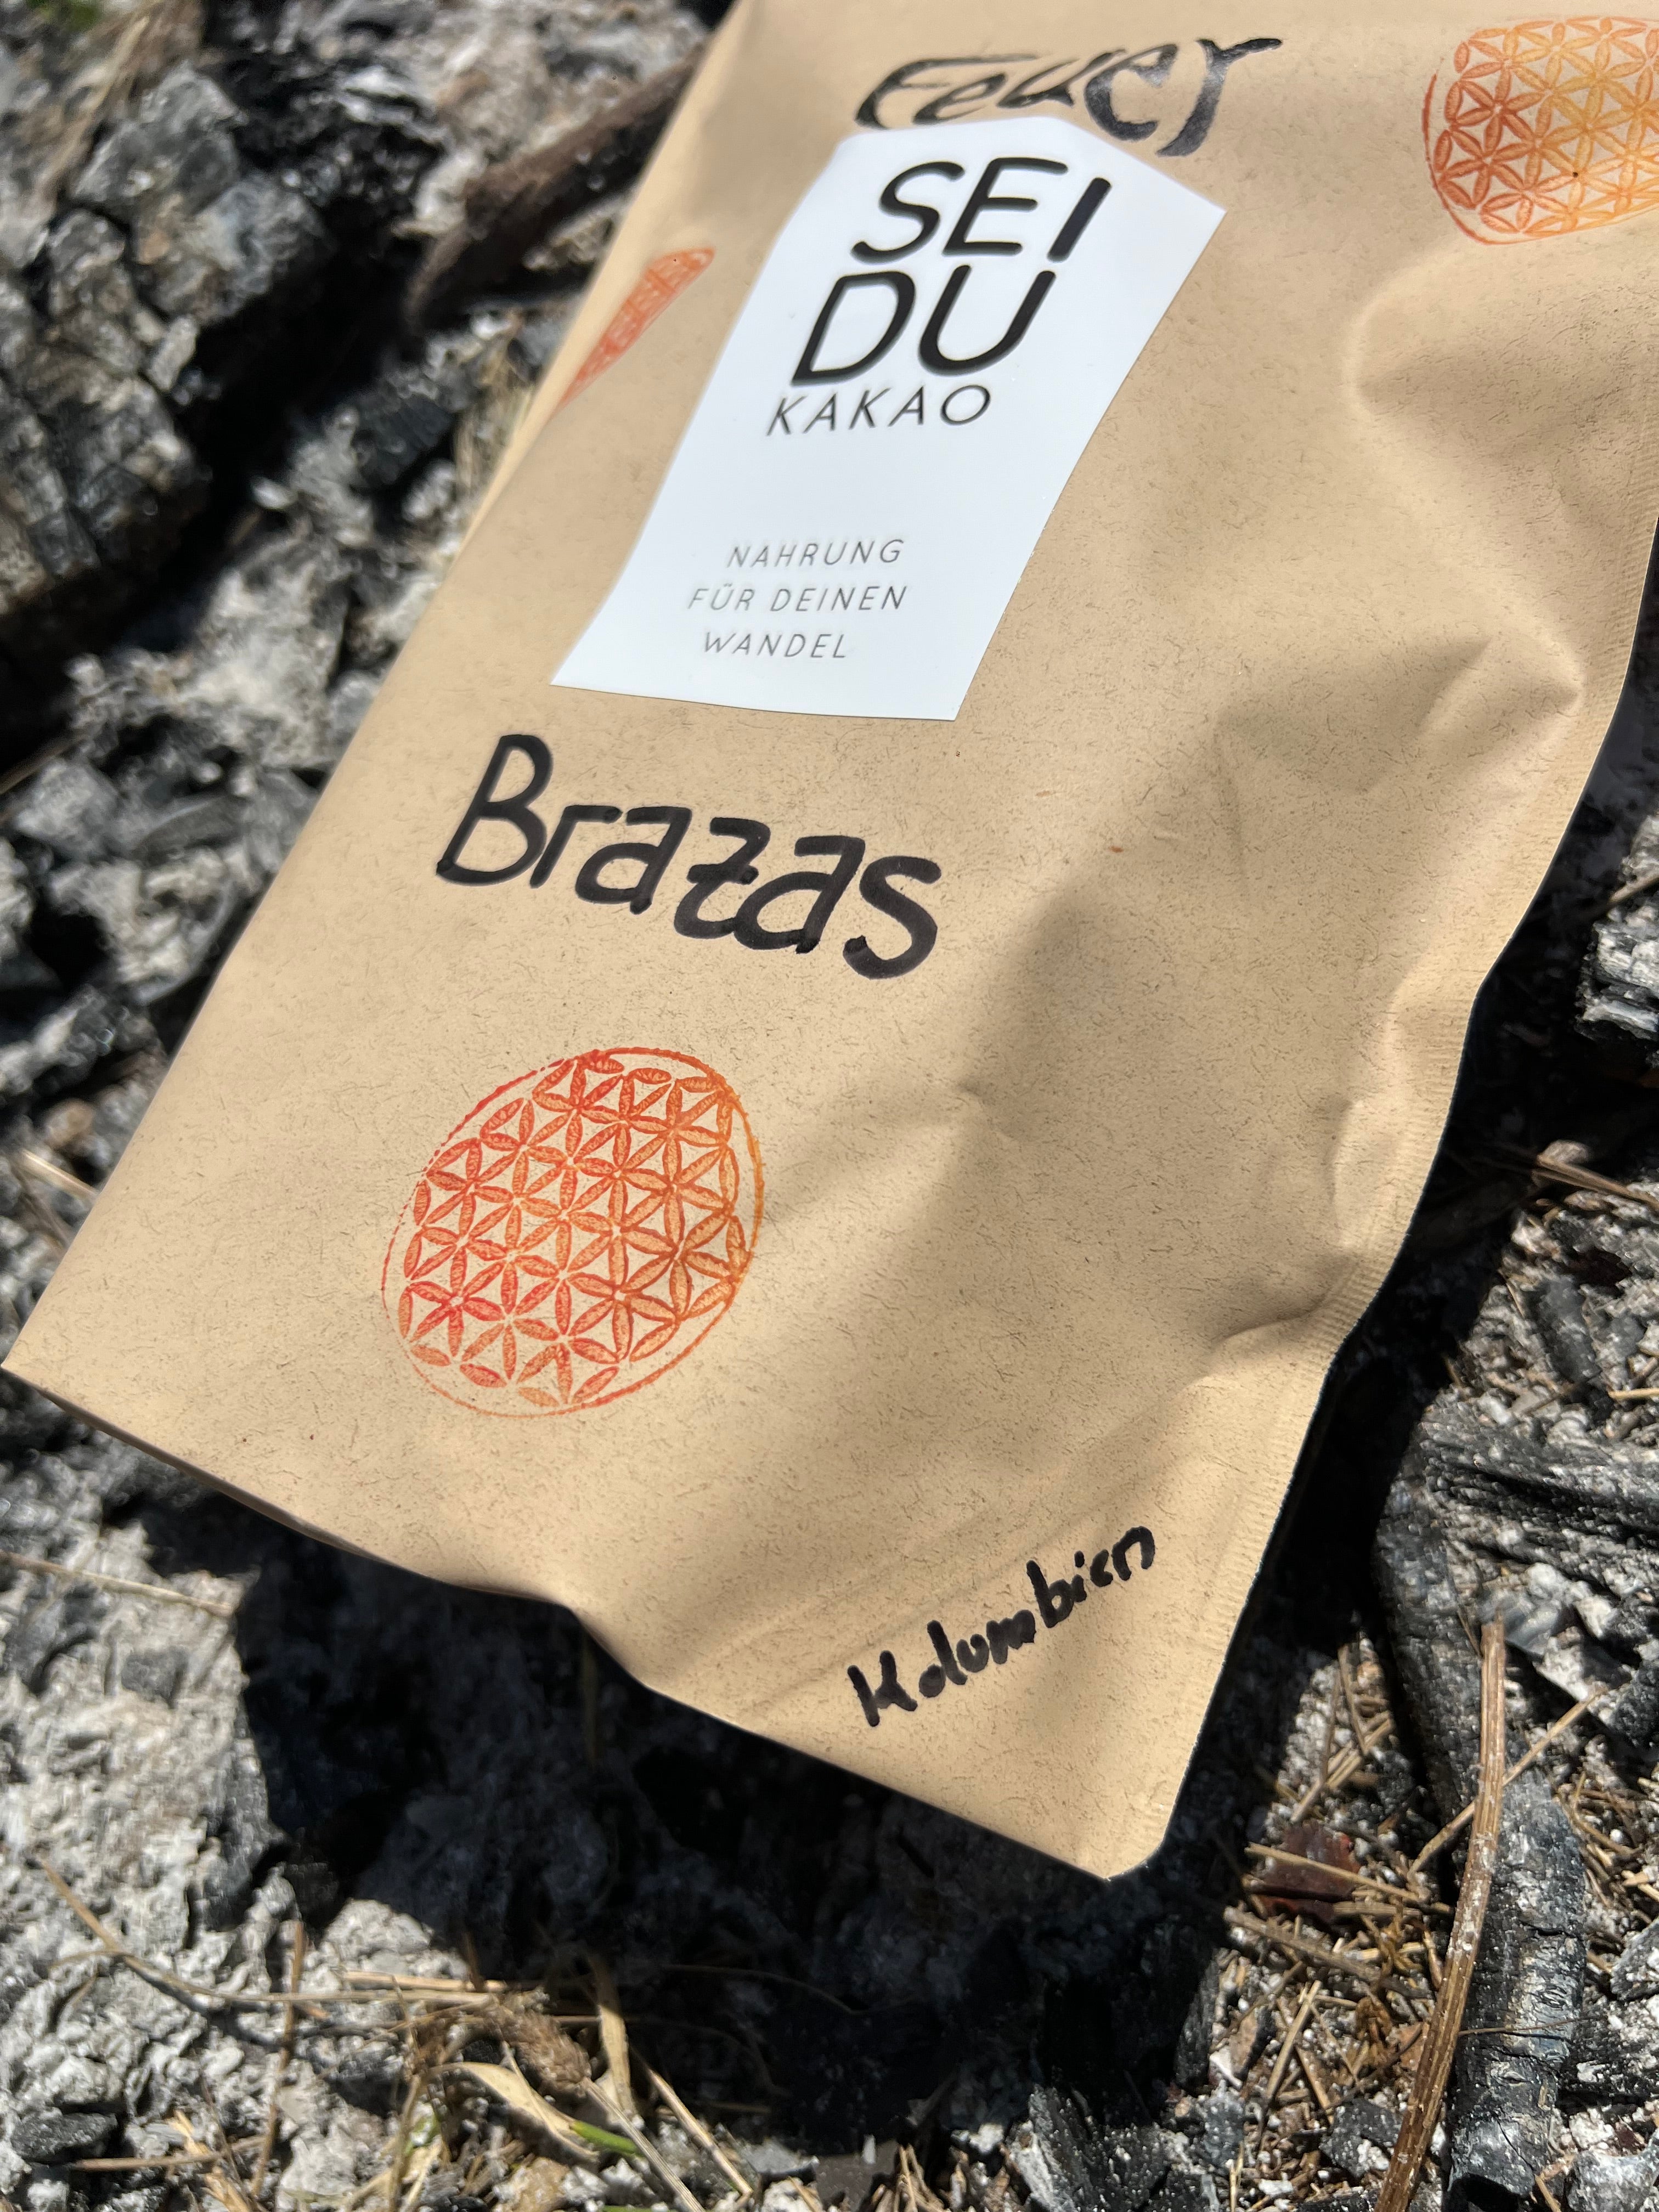 Feuer
SEI
DU
KAKAO
NAHRUNG
FÜR DEINEN
WANDEL
Brazas
Kolumbien